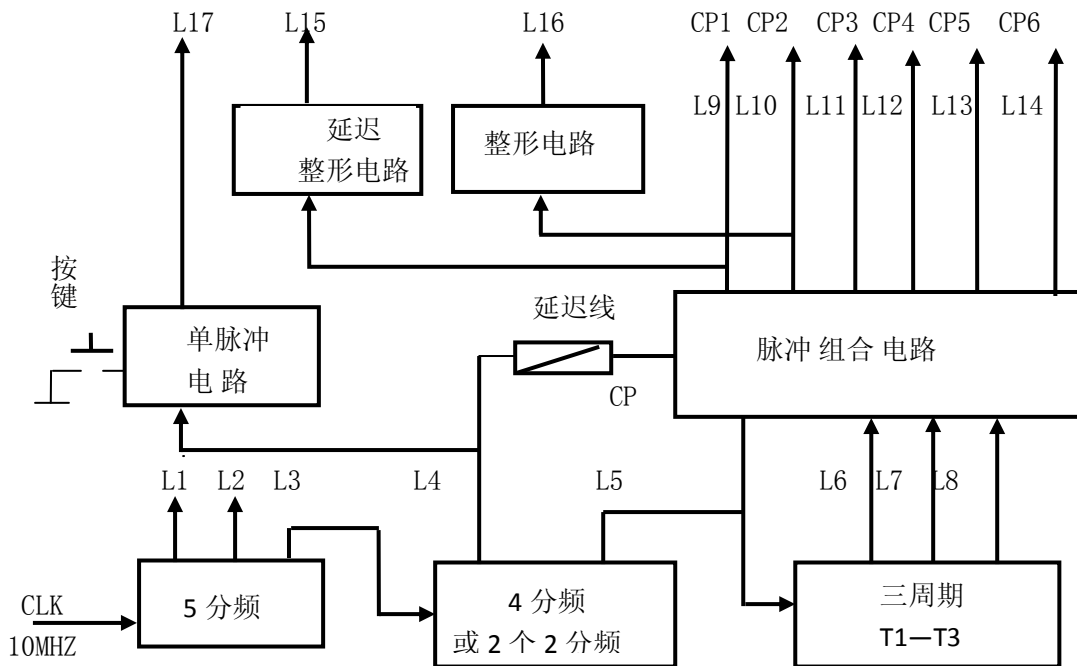 L17 L15 L16 CP1 CP2 CP3 CP4 CP5 CP6
L9 L10 L11 L12 L13 L14
延迟
整形电路
整形电路
按键
单脉冲
电 路
延迟线
CP
脉冲 组合 电路
L1 L2 L3 L4 L5 L6 L7 L8
CLK
10MHZ
5 分频
4 分频
或 2 个 2 分频
三周期
T1—T3